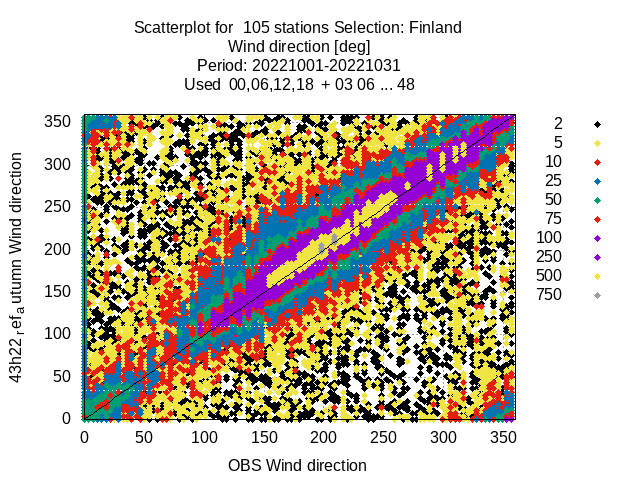 Scatterplot for 105 stations Selection: Finland
Wind direction [deg]
Period: 20221001-20221031
Used 00,06,12,18 + 03 06 ... 48
350
300
250
200
150
100
50
0
43h22ref​autumn Wind direction
0 50 100 150 200 250 300 350
OBS Wind direction
2
5
10
25
50
75
100
250
500
750